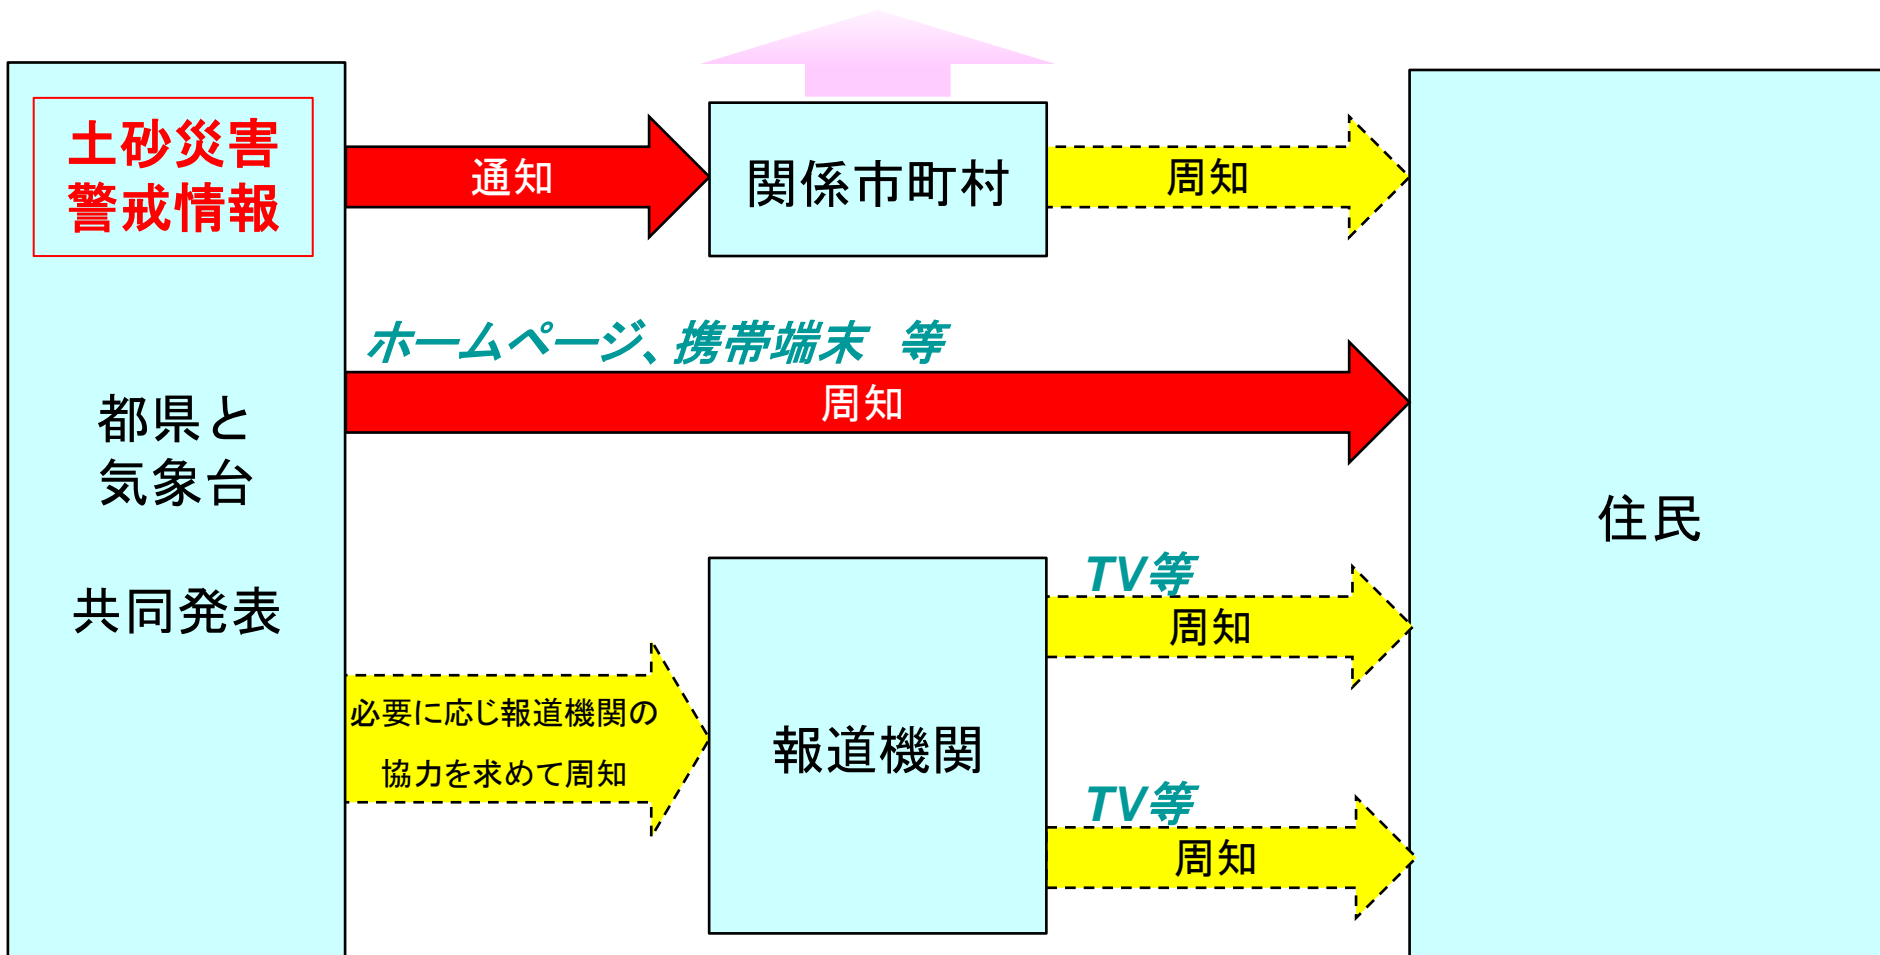 土砂災害
警戒情報
通知
関係市町村
周知
ホームページ、携帯端末　等
周知
都県と
気象台
共同発表
住民
必要に応じ報道機関の
協力を求めて周知
報道機関
TV等
周知
TV等
周知